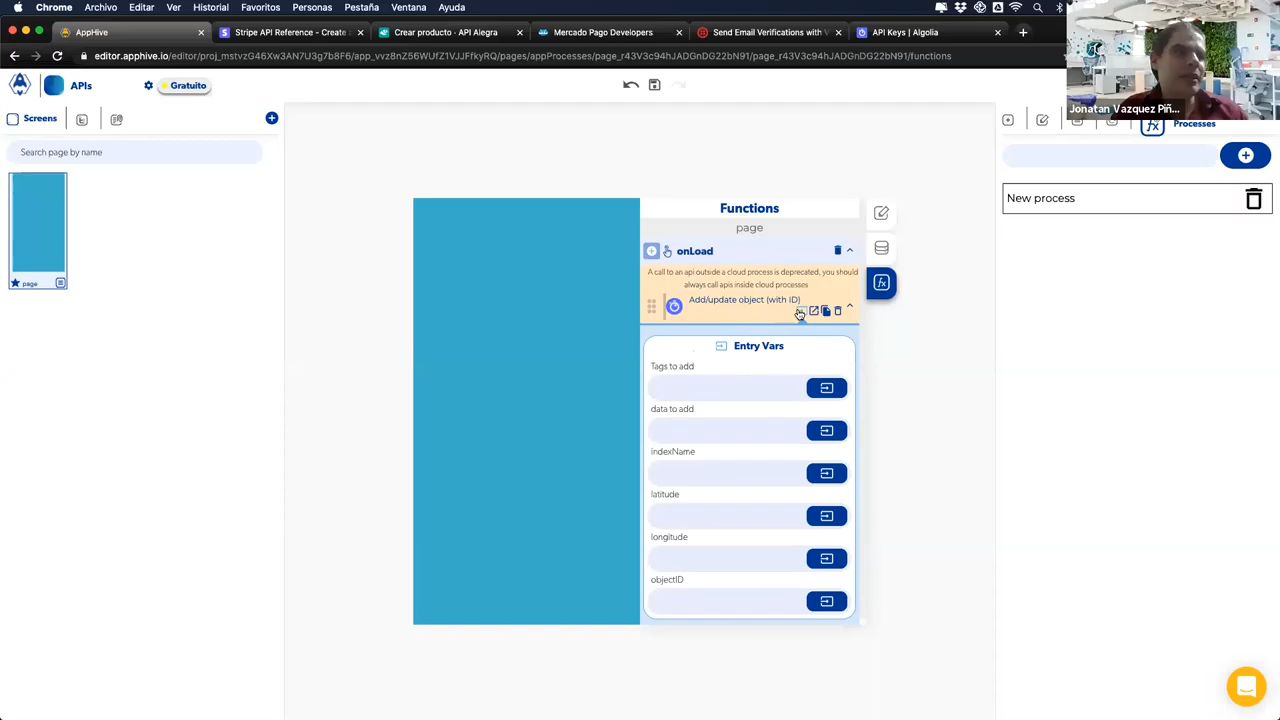 Chrome Archivo Editar Ver Historial Favoritos Personas Pestaña Ventana Ayuda
AppHive
Stripe API Reference - Create
Crear producto · API Alegra
Mercado Pago Developers
Send Email Verifications with
API Keys | Algolia
editor.apphive.io/editor/proj_mstvzG46Xw3AN7U3g7b8F6/app_vvz8nZ56WUfZ1VJJFfkyRQ/pages/appProcesses/page_r43V3c94hJGDnDG22bN91/page_r43V3c94hJGDnDG22bN91/functions
Jonatan Vazquez Piñ...
APIs
Gratuito
Screens
Processes
Search page by name
New process
page
Functions
page
onLoad
A call to an api outside a cloud process is deprecated, you should
always call apis inside cloud processes
Add/update object (with ID)
Entry Vars
Tags to add
data to add
indexName
latitude
longitude
objectID